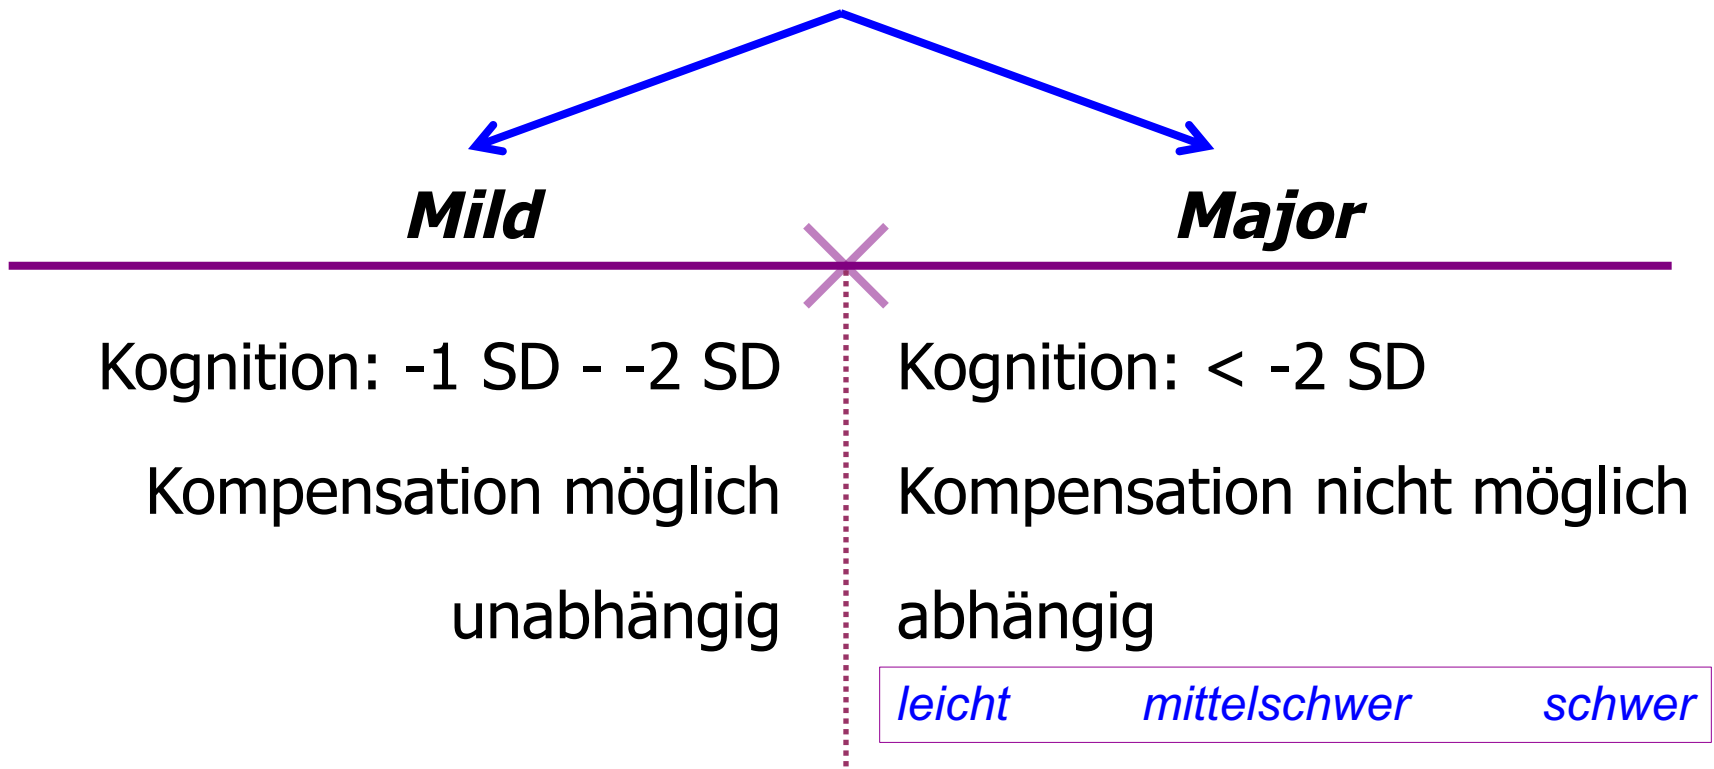 Mild
Major
Kognition: -1 SD - -2 SD
Kognition: < -2 SD
Kompensation möglich
Kompensation nicht möglich
unabhängig
abhängig
leicht mittelschwer schwer